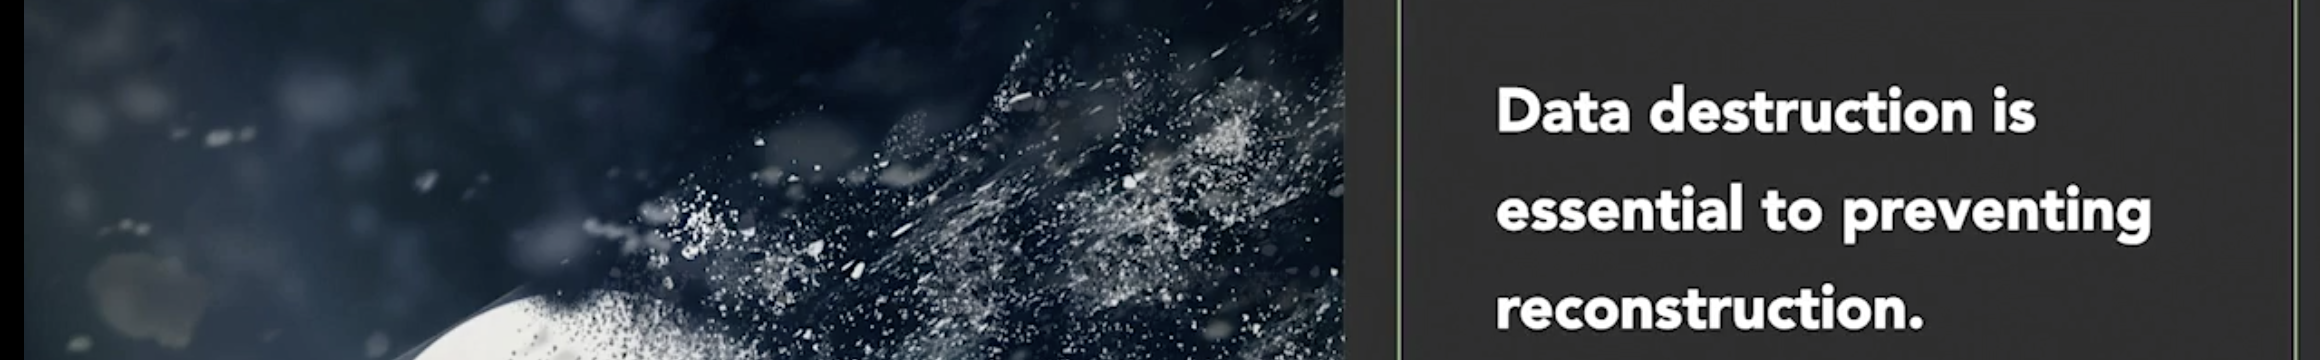 Data destruction is
essential to preventing
reconstruction.